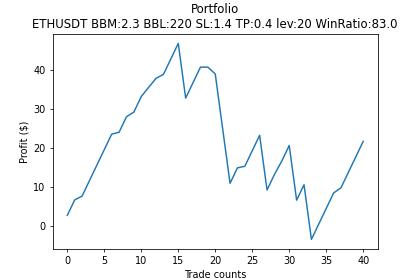 Portfolio
ETHUSDT BBM:2.3 BBL:220 SL:1.4 TP:0.4 lev:20 WinRatio:83.0
40
30
20
10
0
Profit ($)
0 5 10 15 20 25 30 35 40
Trade counts